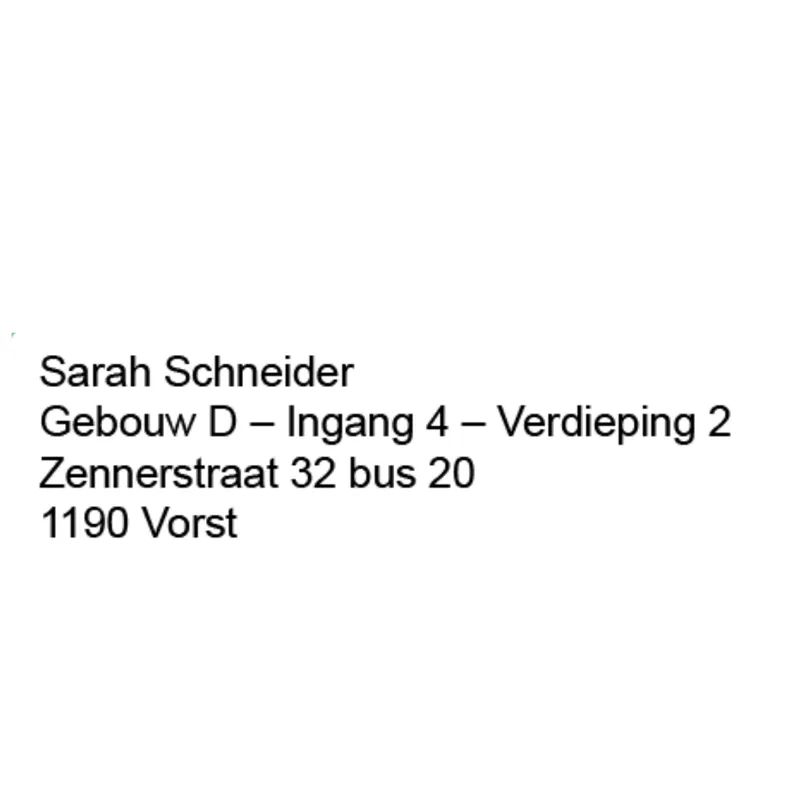 Sarah Schneider
Gebouw D – Ingang 4 – Verdieping 2
Zennerstraat 32 bus 20
1190 Vorst